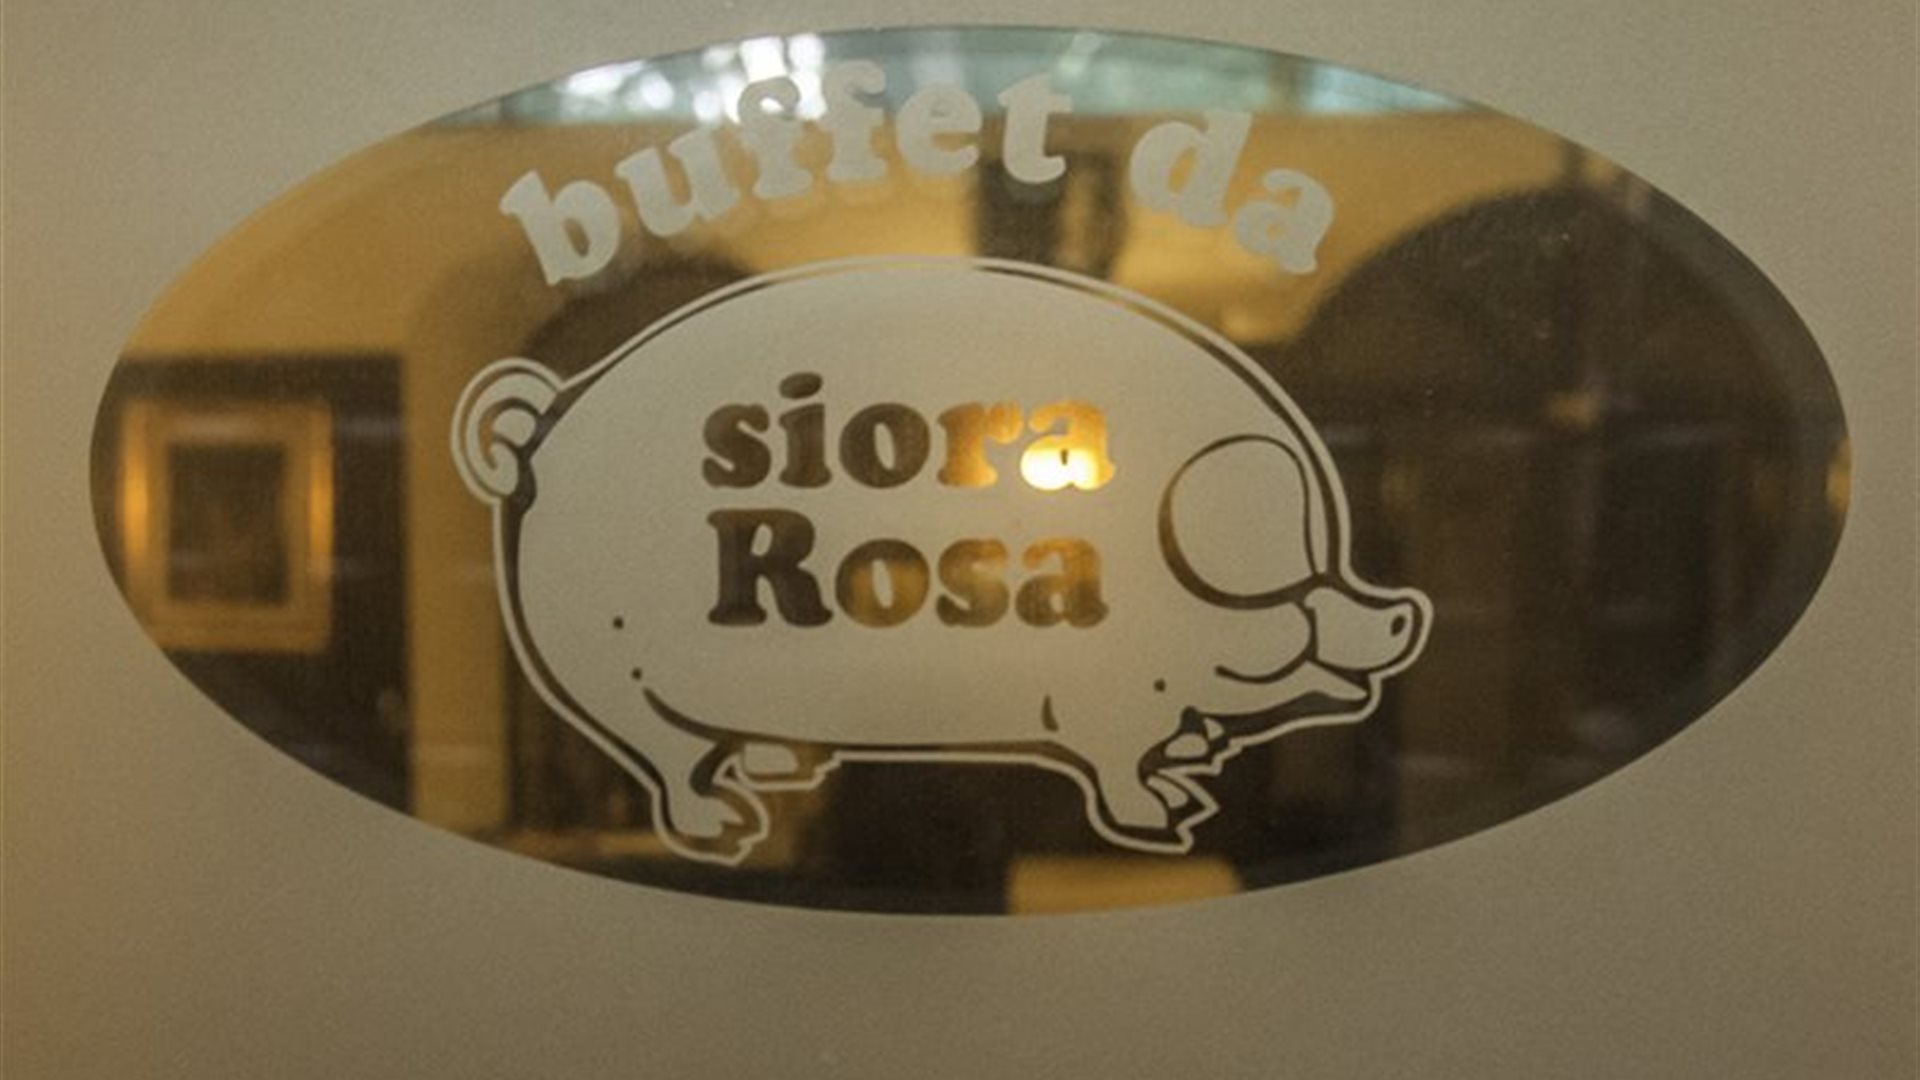 buffet da
siora
Rosa